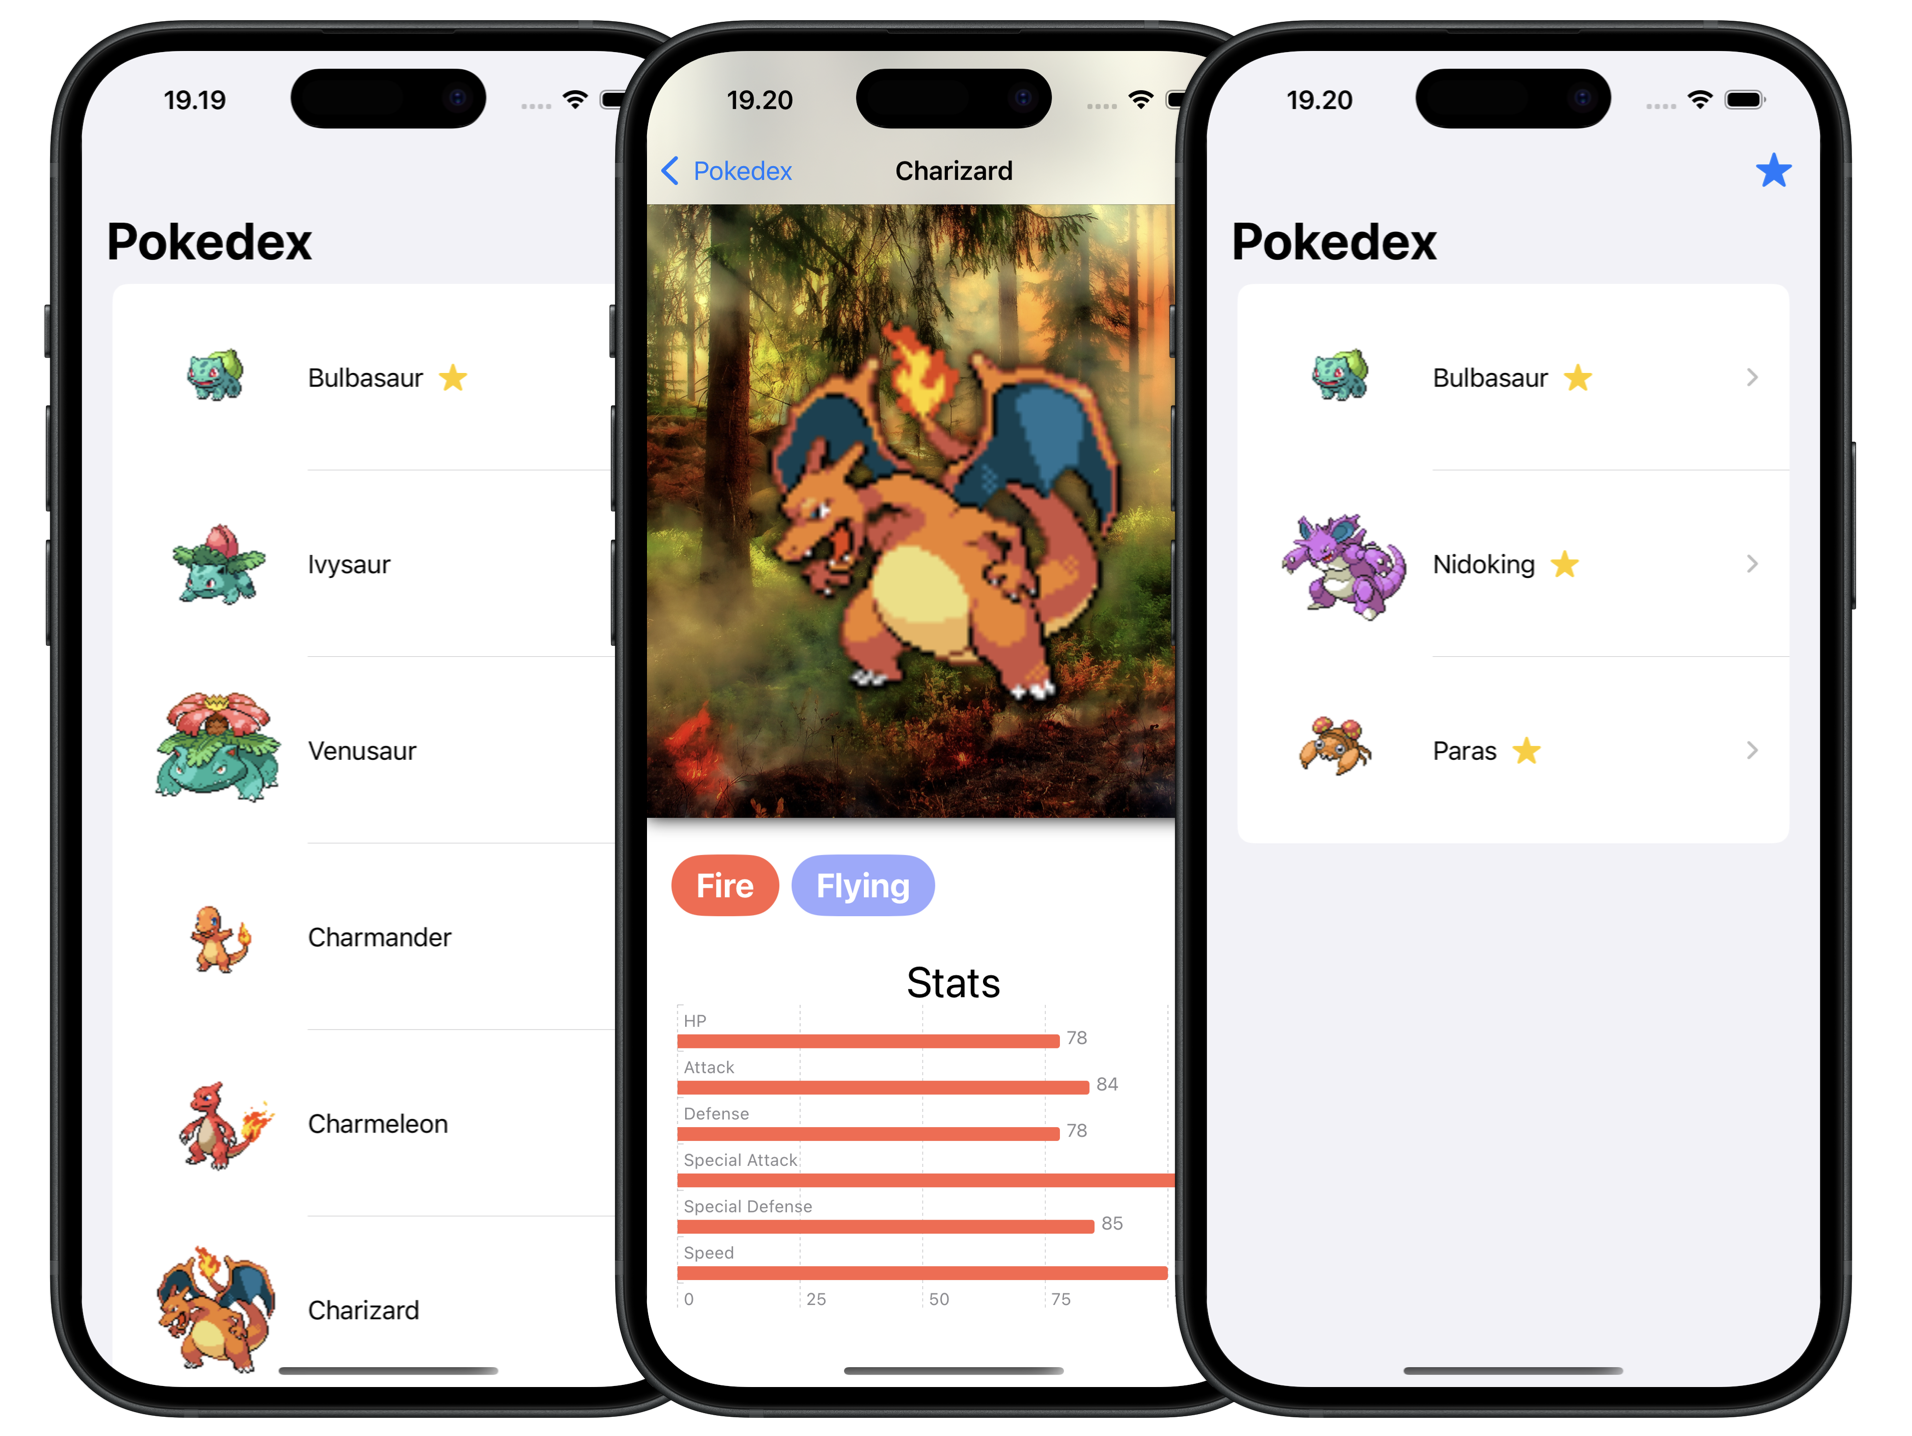 19.19
Pokedex
Bulbasaur
Ivysaur
Venusaur
Charmander
Charmeleon
Charizard
19.20
Pokedex
Charizard
Fire
Flying
Stats
HP
78
Attack
84
Defense
78
Special Attack
Special Defense
85
Speed
0 25 50 75
19.20
Pokedex
Bulbasaur
Nidoking
Paras